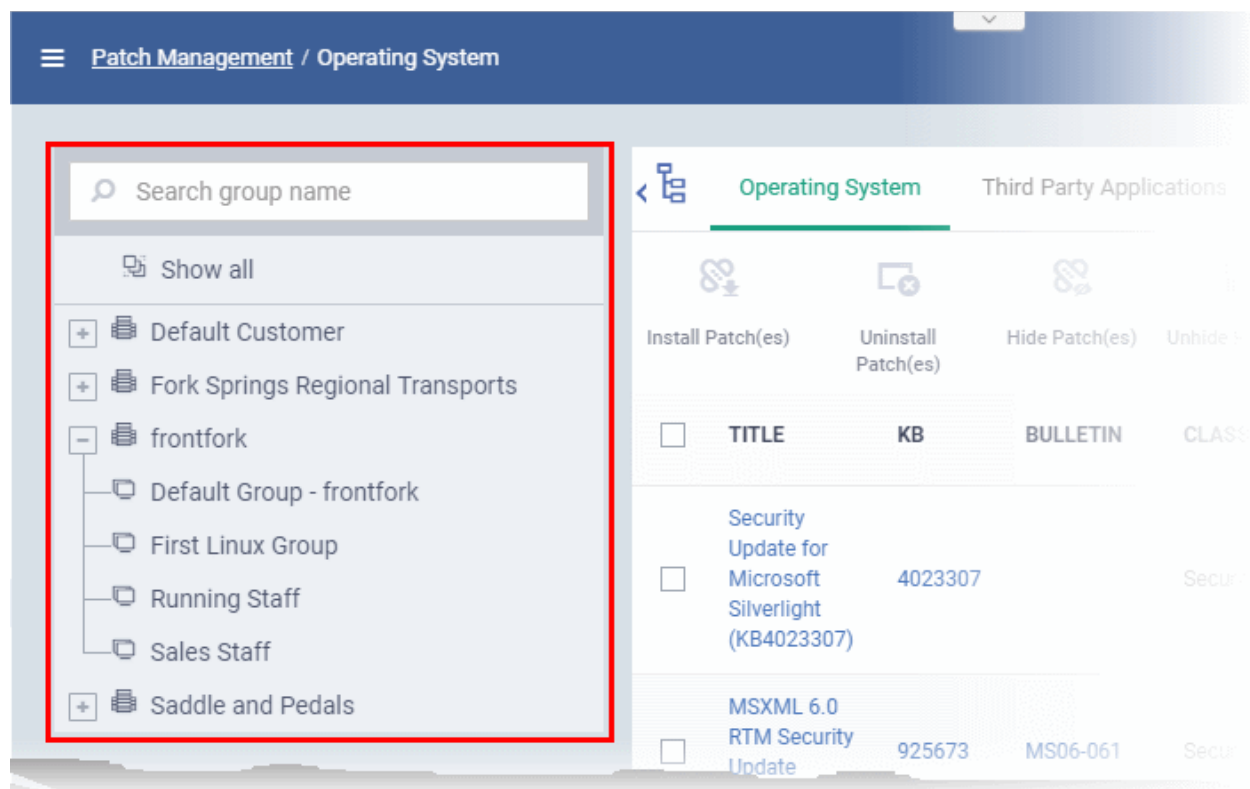 Patch Management / Operating System
Search group name
Show all
Default Customer
Fork Springs Regional Transports
frontfork
Default Group - frontfork
First Linux Group
Running Staff
Sales Staff
Saddle and Pedals
Operating System
Third Party Applications
Install Patch(es)
Uninstall
Patch(es)
Hide Patch(es)
Unhide
TITLE
KB
BULLETIN
CLASS
Security
Update for
Microsoft
Silverlight
(KB4023307)
4023307
MSXML 6.0
RTM Security
Update
925673
MS06-061